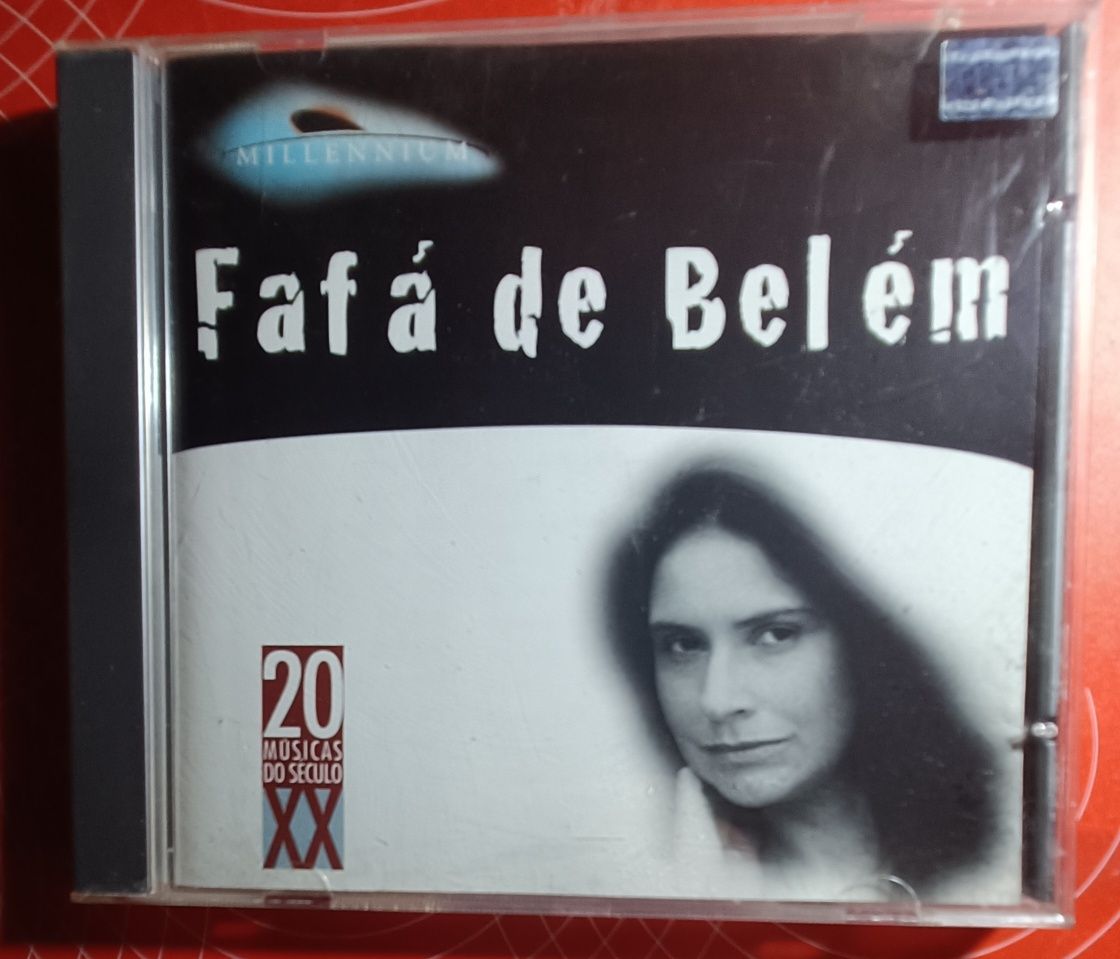 MILLENNIUM
Fafá de Belém
20
MÚSICAS
DO SÉCULO
XX